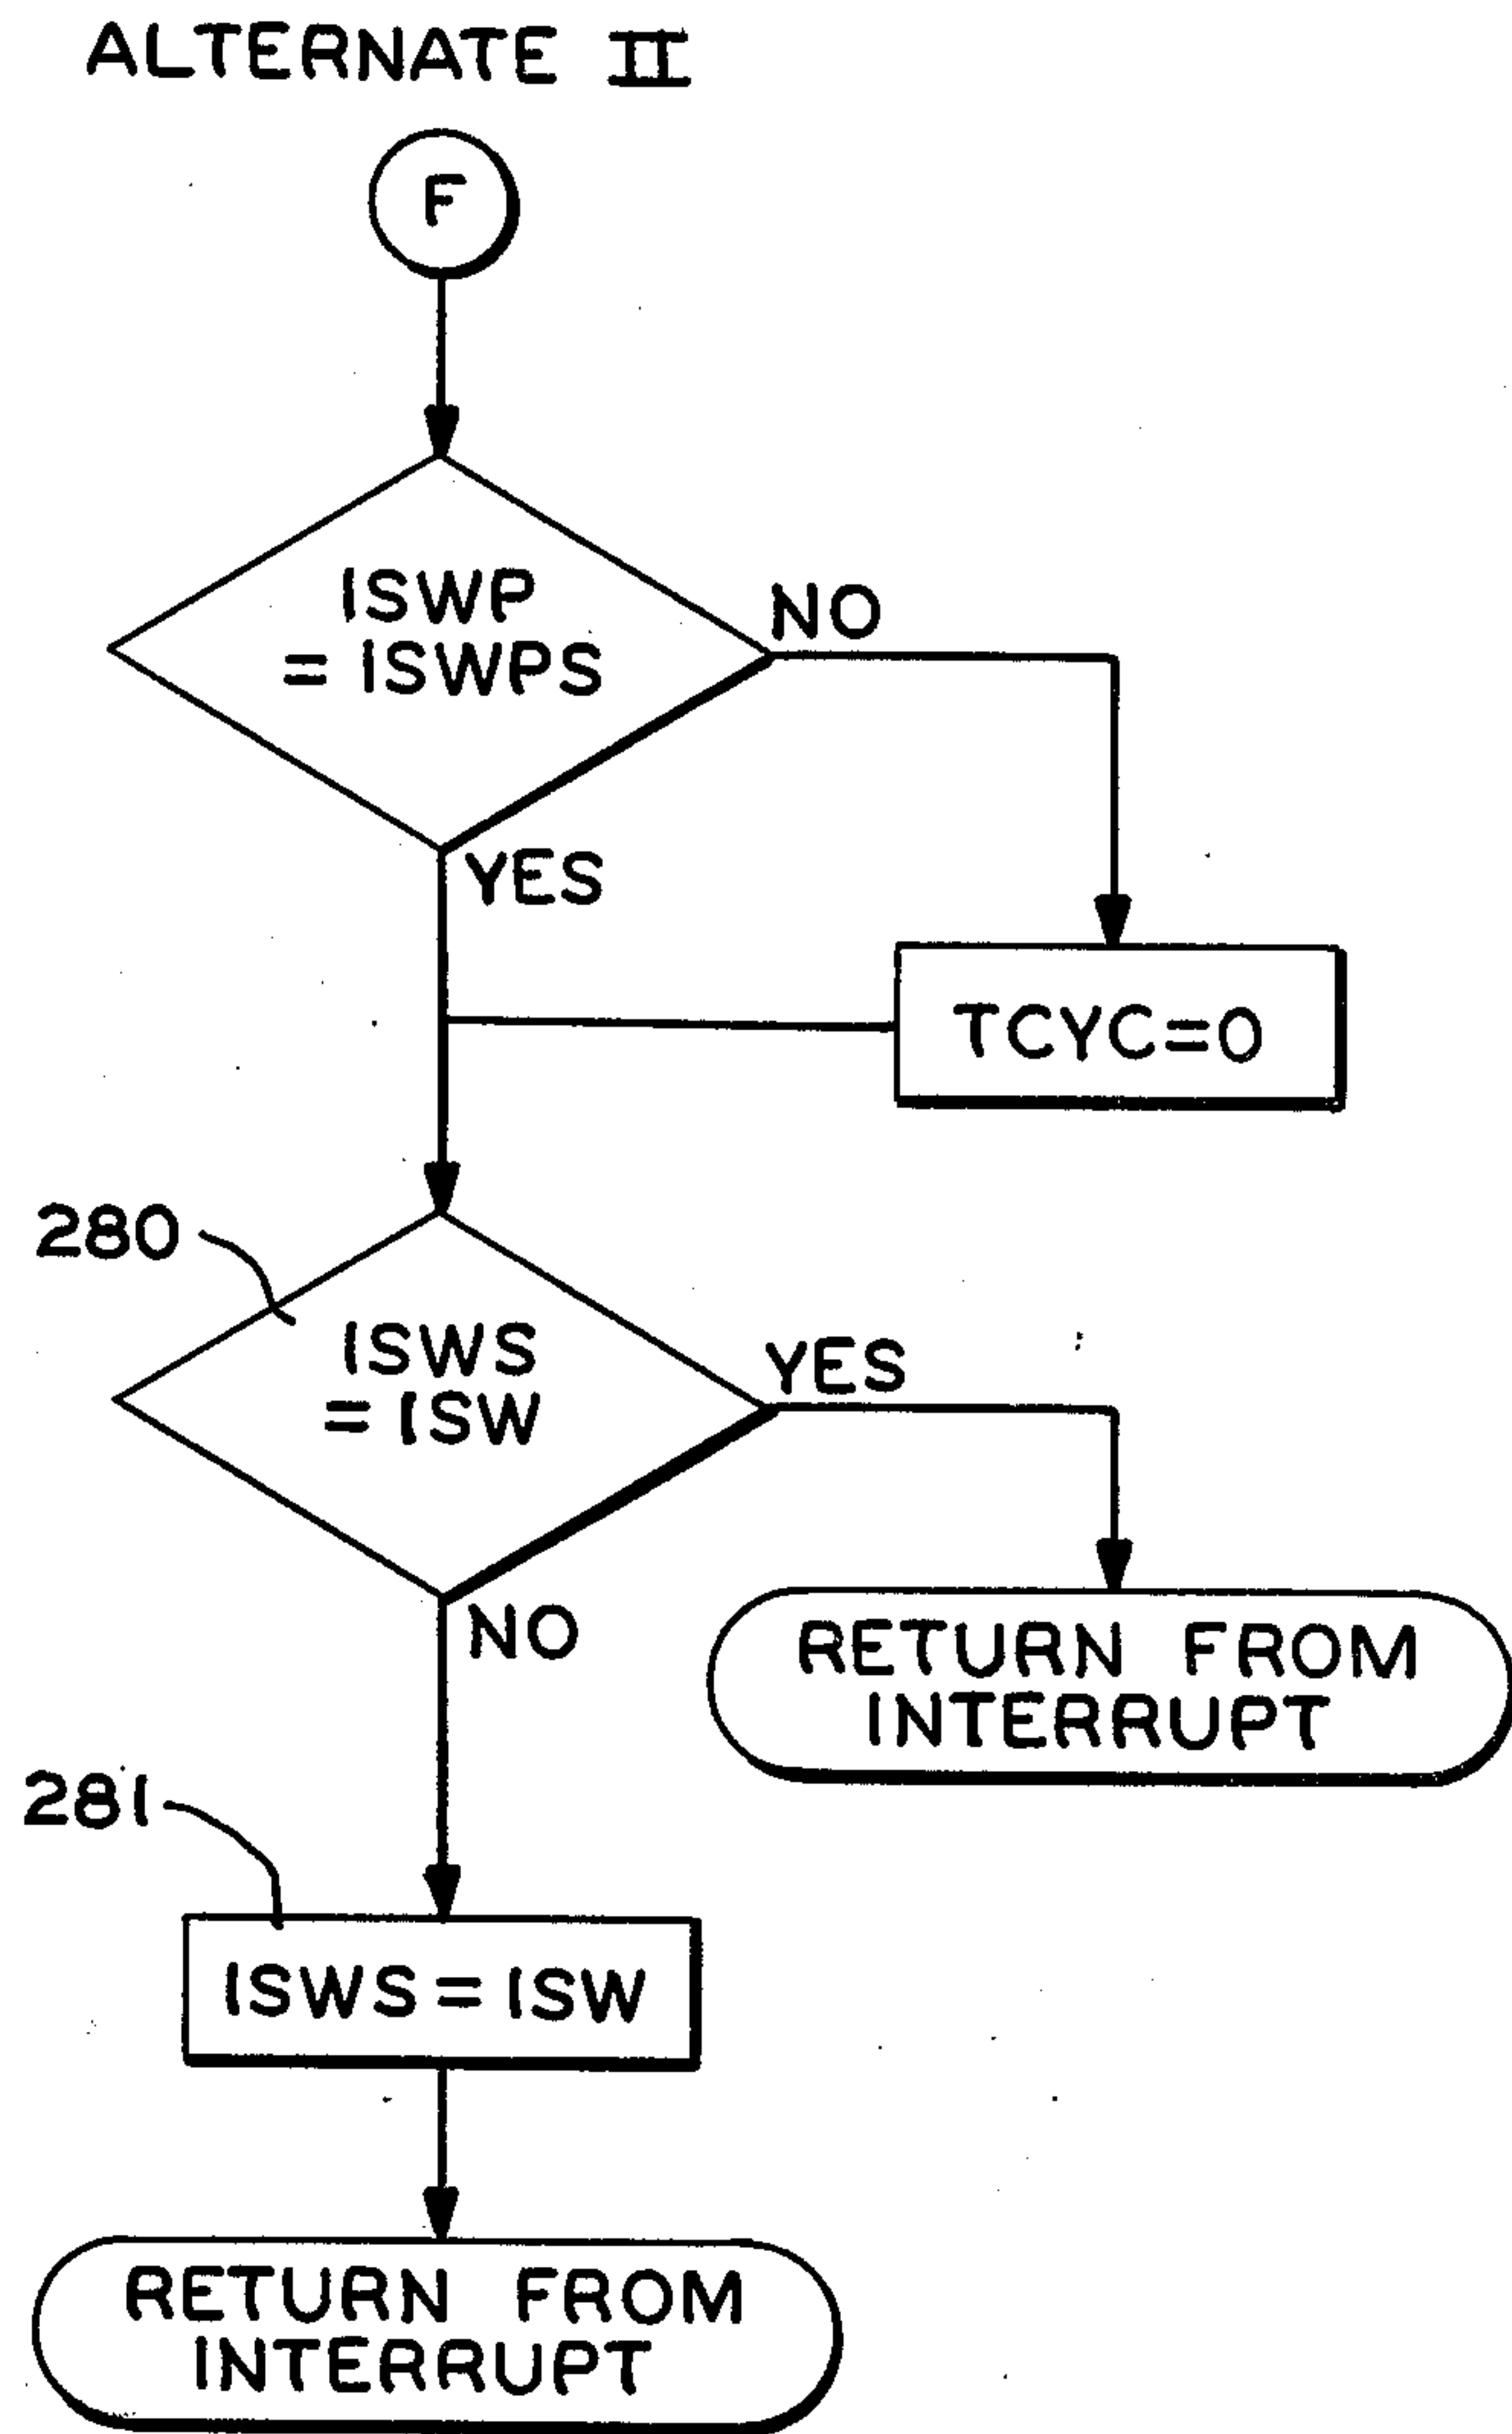 ALTERNATE II
F
ISWP
= ISWPS
NO
YES
TCYC=0
280
ISWS
= ISW
YES
NO
RETURN FROM
INTERRUPT
281
ISWS = ISW
RETURN FROM
INTERRUPT